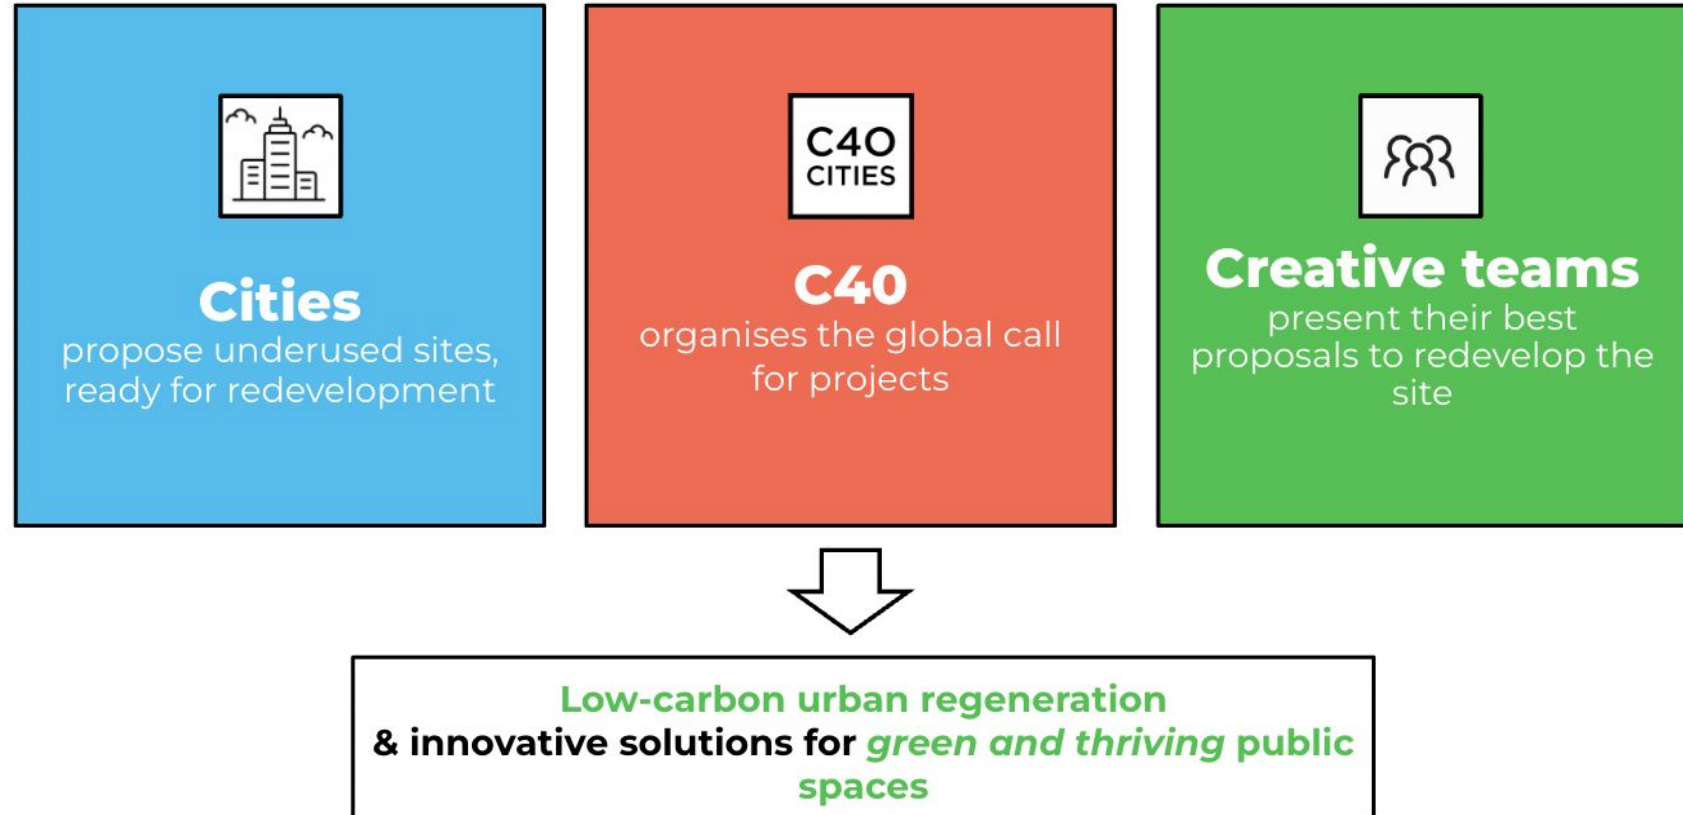 Cities
propose underused sites,
ready for redevelopment
C40
CITIES
C40
organises the global call
for projects
Creative teams
present their best
proposals to redevelop the
site
Low-carbon urban regeneration
& innovative solutions for green and thriving public
spaces